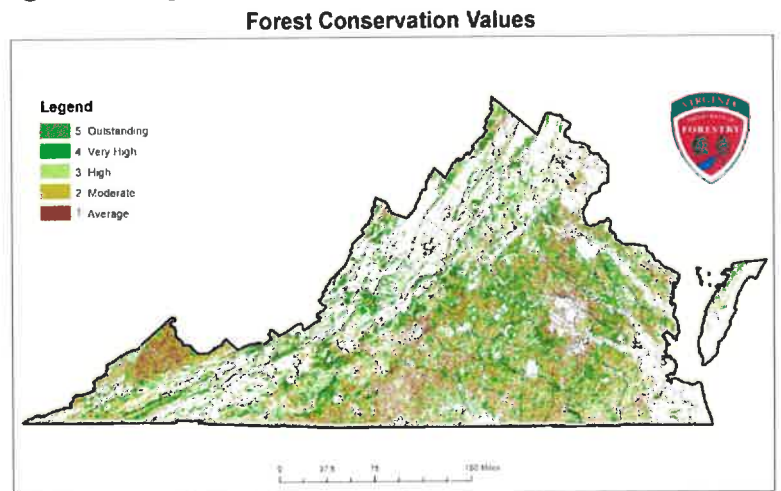 Forest Conservation Values
Legend
5 Outstanding
4 Very High
3 High
2 Moderate
1 Average
VIRGINIA
FORESTRY
0 37.5 75 150 Miles